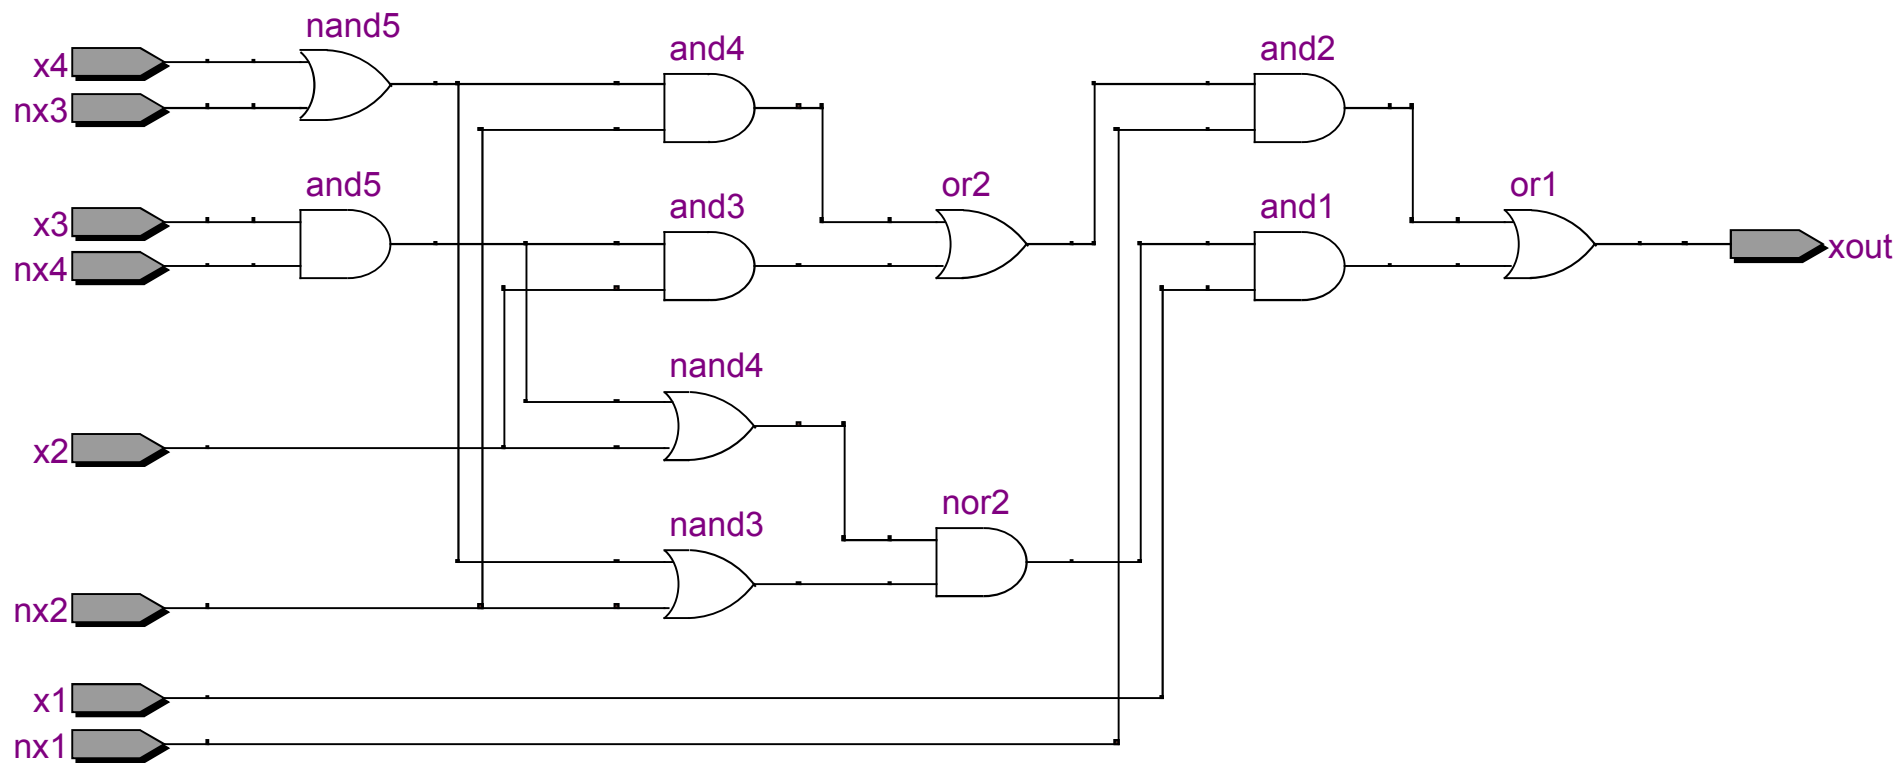 nand5
x4
nx3
and4
and2
and5
x3
nx4
and3
or2
and1
or1
xout
nand4
x2
nand3
nor2
nx2
x1
nx1